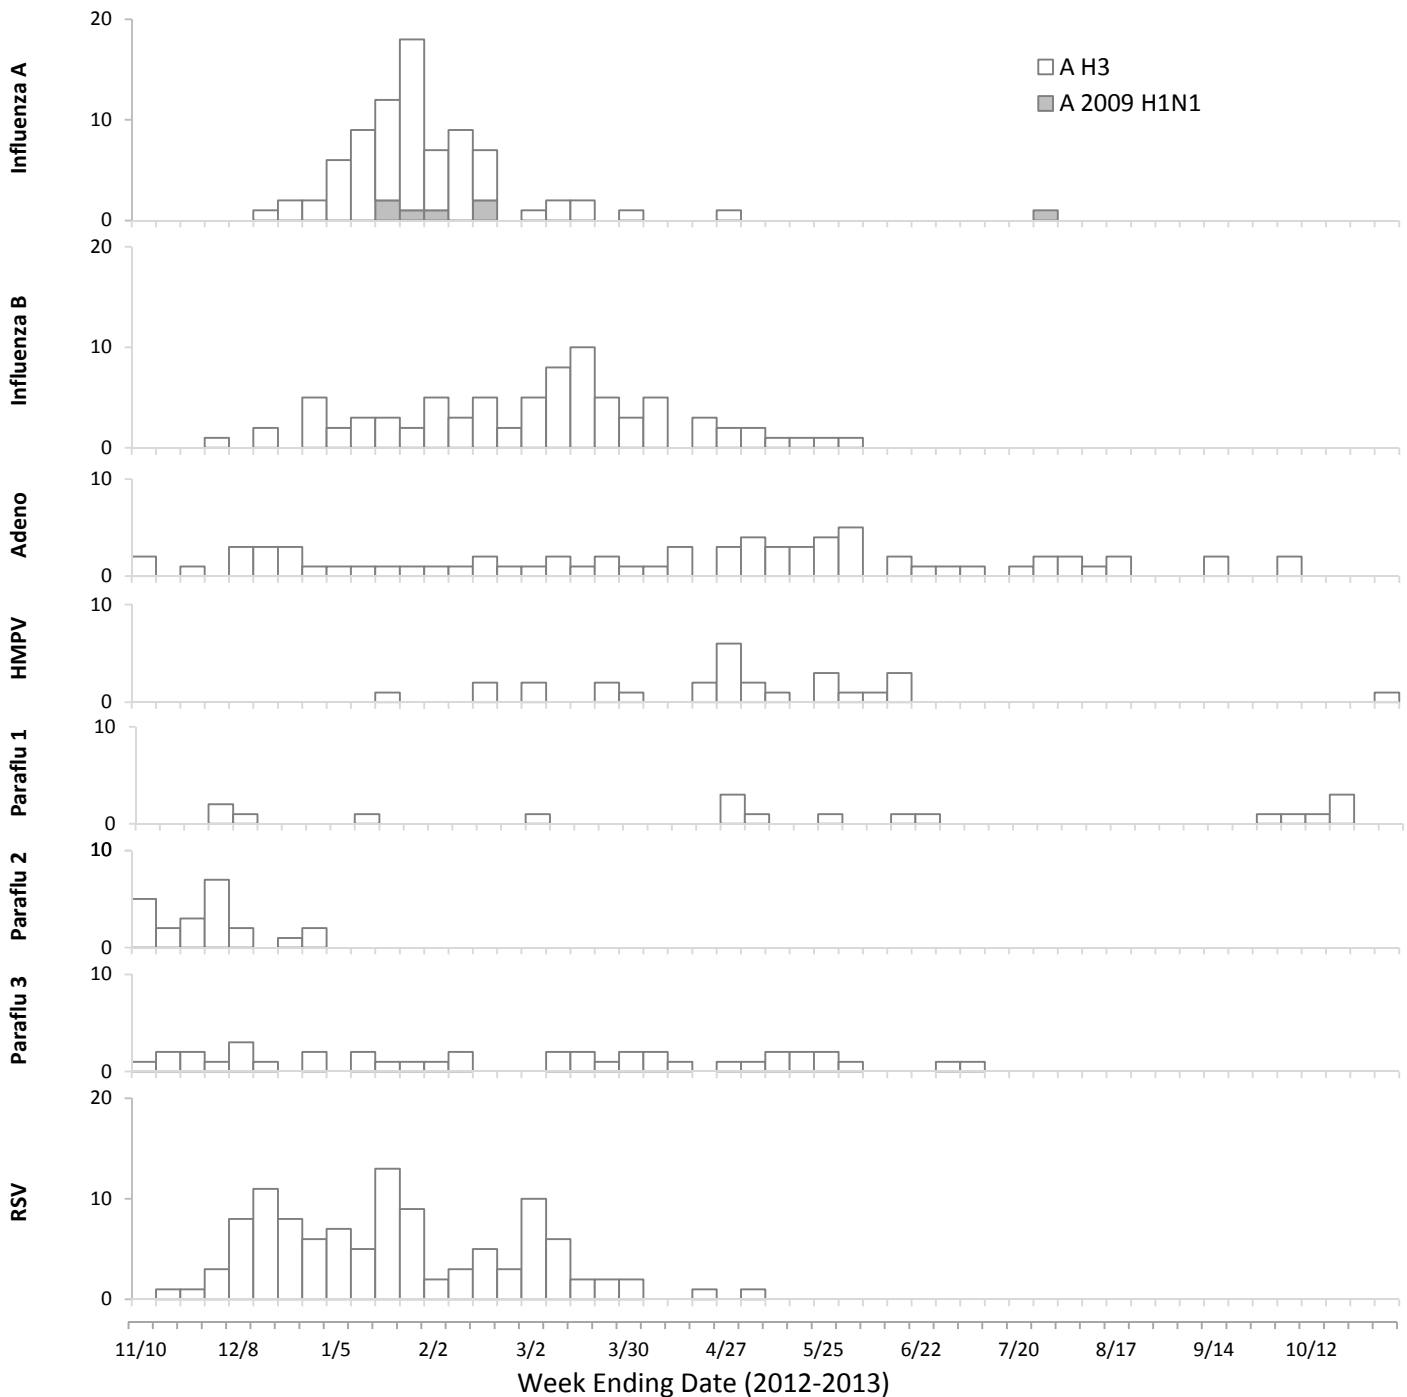 Influenza A
20
10
0
A H3
A 2009 H1N1
Influenza B
20
10
0
Adeno
10
0
HMPV
10
0
Paraflu 1
10
0
Paraflu 2
10
0
Paraflu 3
10
0
RSV
20
10
0
11/10 12/8 1/5 2/2 3/2 3/30 4/27 5/25 6/22 7/20 8/17 9/14 10/12
Week Ending Date (2012-2013)